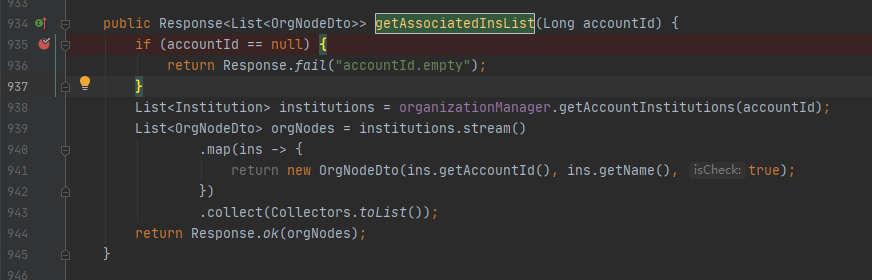 933
934 public Response<List<OrgNodeDto>> getAssociatedInsList(Long accountId) {
935 if (accountId == null) {
936 return Response.fail("accountId.empty");
937 }
938 List<Institution> institutions = organizationManager.getAccountInstitutions(accountId);
939 List<OrgNodeDto> orgNodes = institutions.stream()
940 .map(ins -> {
941 return new OrgNodeDto(ins.getAccountId(), ins.getName(), isCheck: true);
942 })
943 .collect(Collectors.toList());
944 return Response.ok(orgNodes);
945 }
946